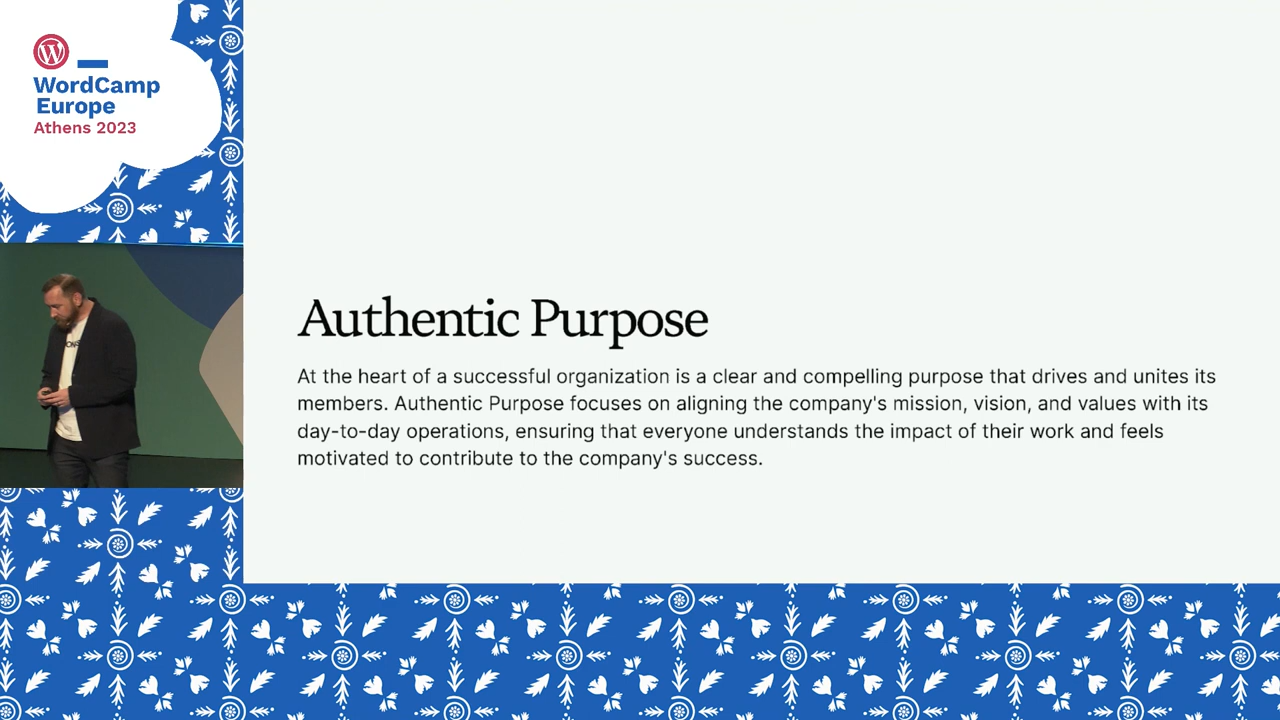 WordCamp
Europe
Athens 2023
Authentic Purpose
At the heart of a successful organization is a clear and compelling purpose that drives and unites its
members. Authentic Purpose focuses on aligning the company's mission, vision, and values with its
day-to-day operations, ensuring that everyone understands the impact of their work and feels
motivated to contribute to the company's success.